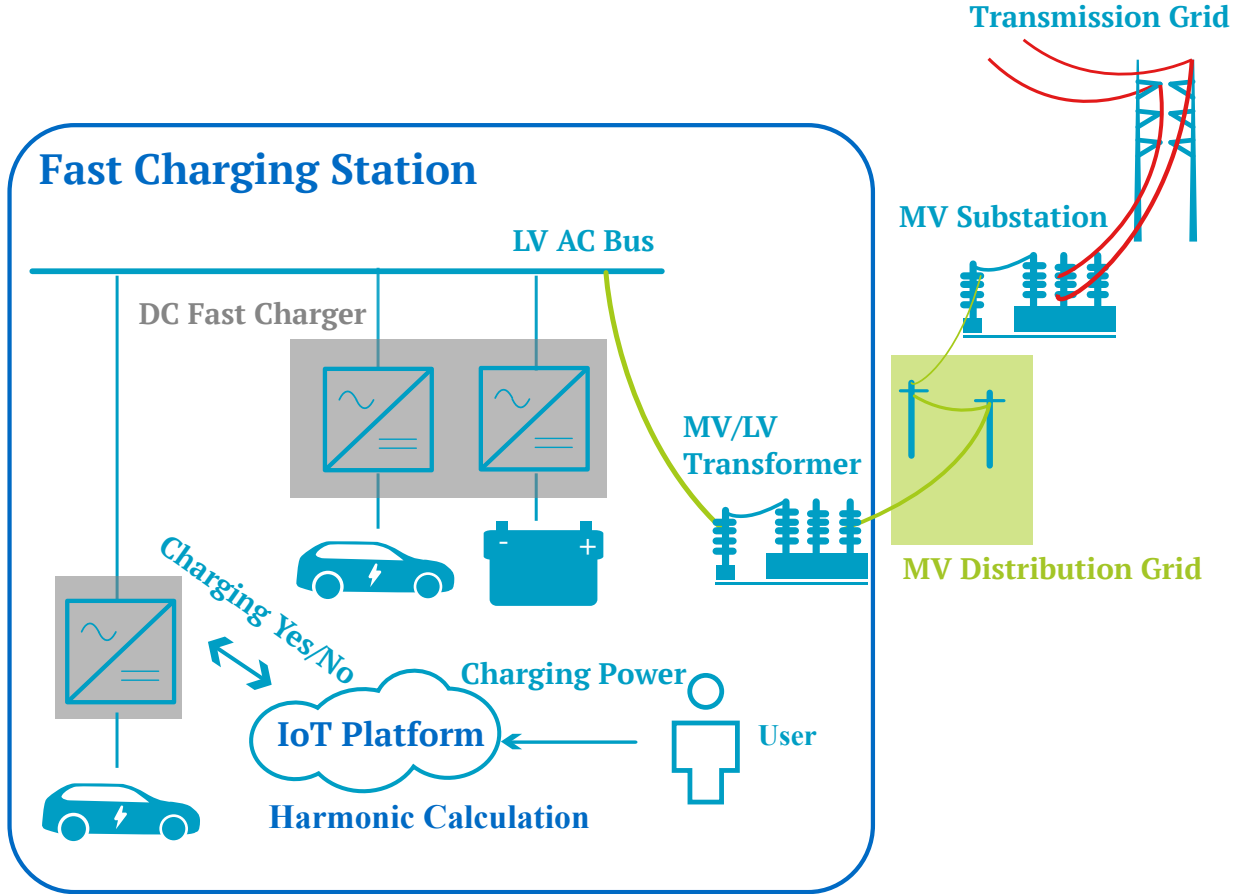 Transmission Grid
Fast Charging Station
MV Substation
LV AC Bus
DC Fast Charger
MV/LV
Transformer
- +
MV Distribution Grid
Charging Yes/No
Charging Power
IoT Platform
User
Harmonic Calculation